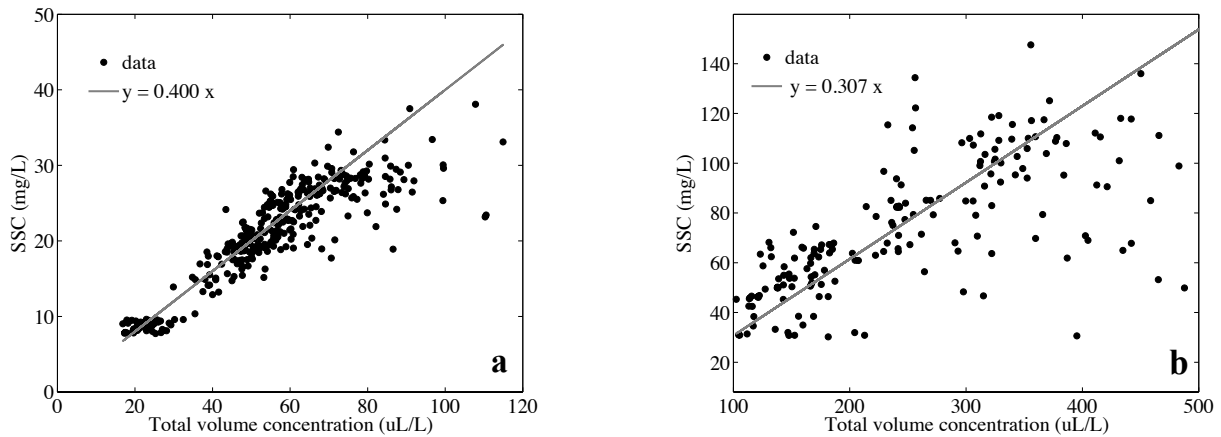 50
40
30
20
10
0
SSC (mg/L)
data
y = 0.400 x
a
0 20 40 60 80 100 120
Total volume concentration (uL/L)
140
120
100
80
60
40
20
SSC (mg/L)
data
y = 0.307 x
b
100 200 300 400 500
Total volume concentration (uL/L)